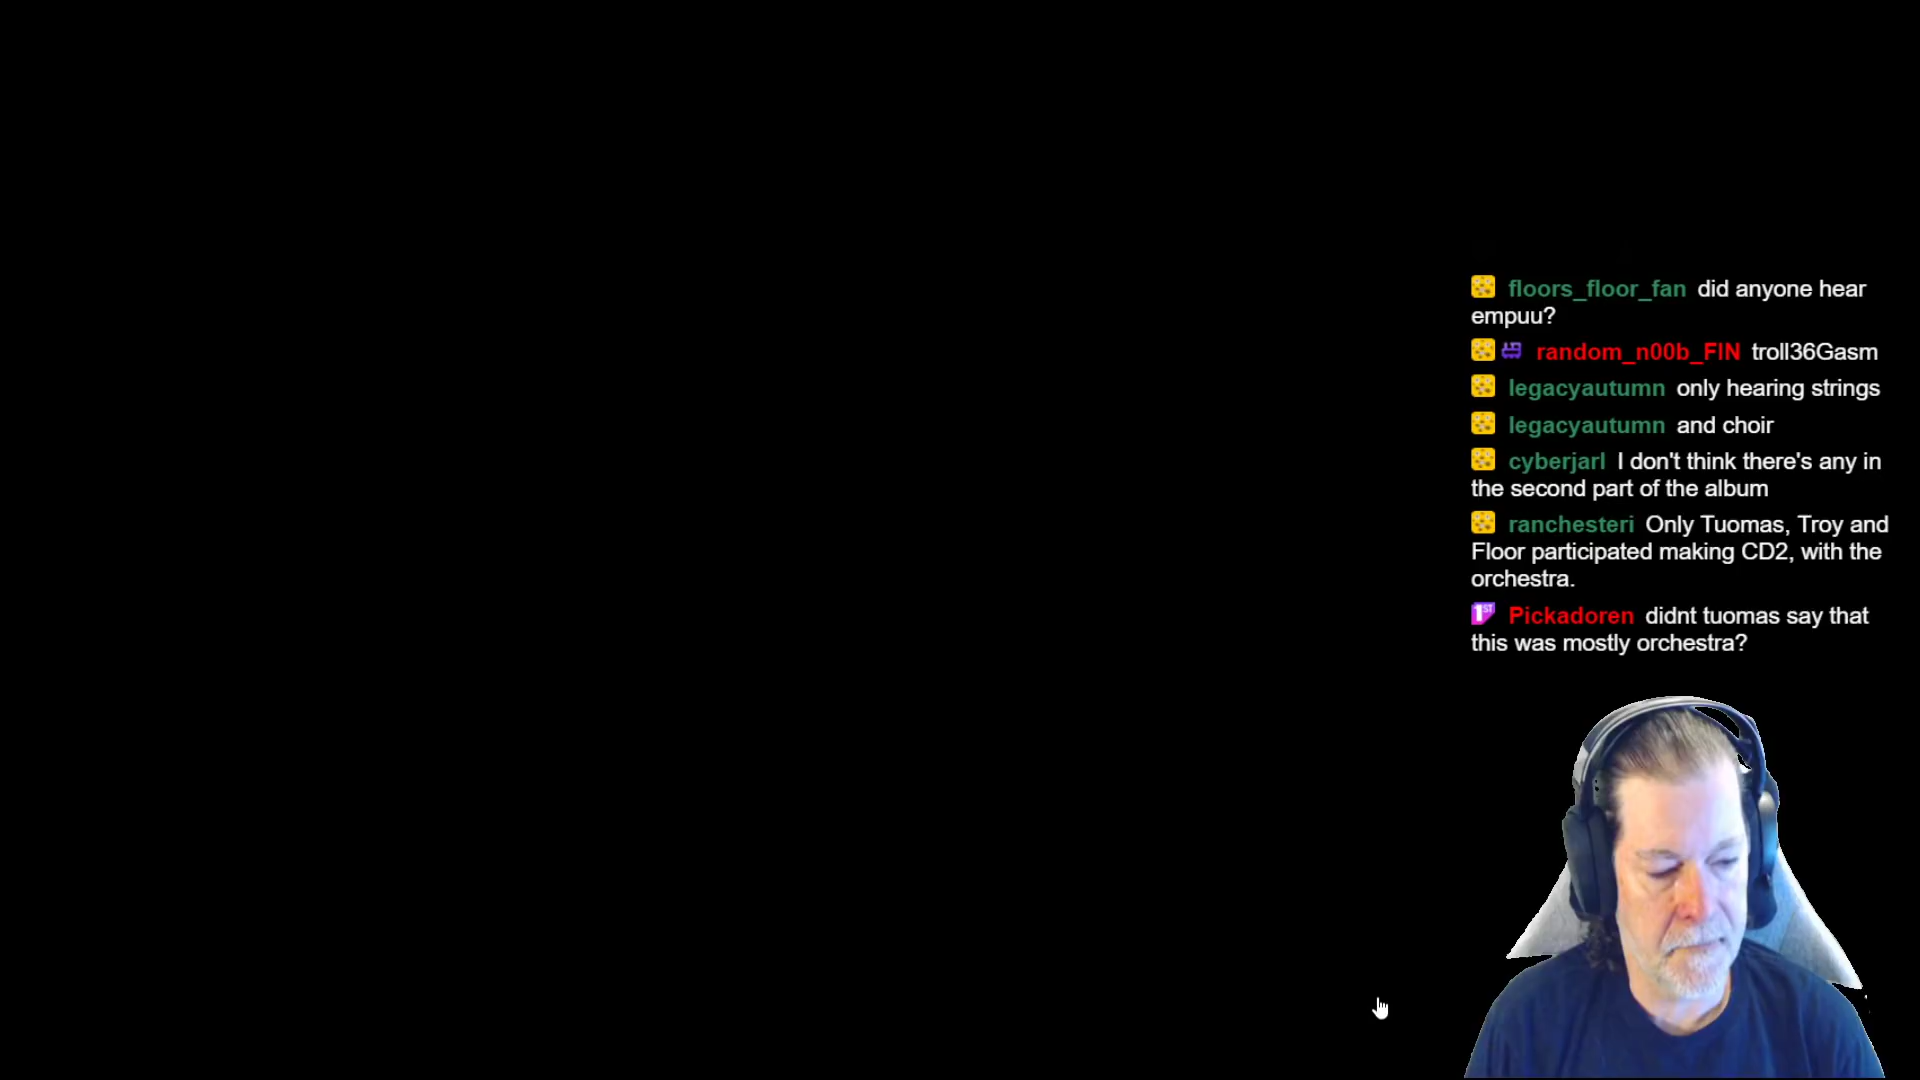 floors_floor_fan did anyone hear
empuu?
random_n00b_FIN troll36Gasm
legacyautumn only hearing strings
legacyautumn and choir
cyberjarl I don't think there's any in
the second part of the album
ranchesteri Only Tuomas, Troy and
Floor participated making CD2, with the
orchestra.
1ST Pickadoren didnt tuomas say that
this was mostly orchestra?